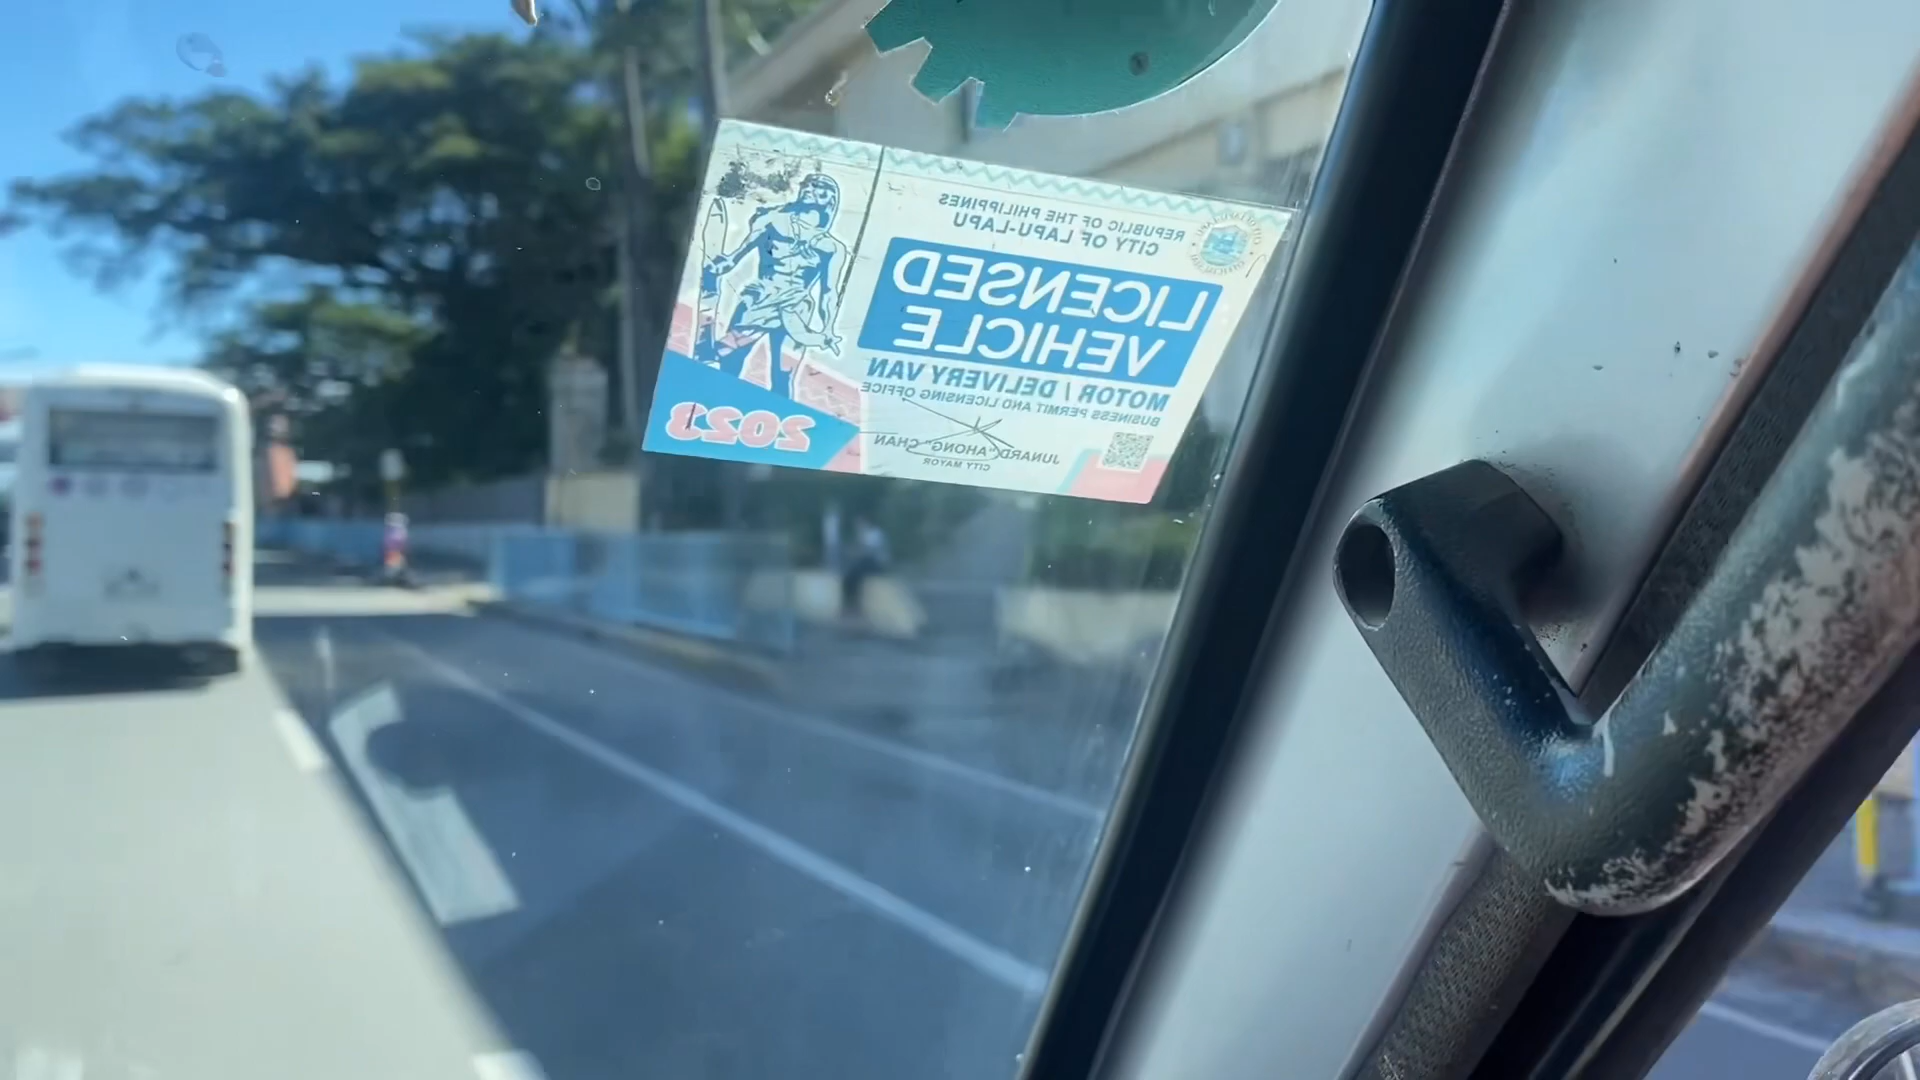 REPUBLIC OF THE PHILIPPINES
CITY OF LAPU-LAPU
LICENSED
VEHICLE
MOTOR / DELIVERY VAN
BUSINESS PERMIT AND LICENSING OFFICE
JUNARD "AHONG" CHAN
CITY MAYOR
2023